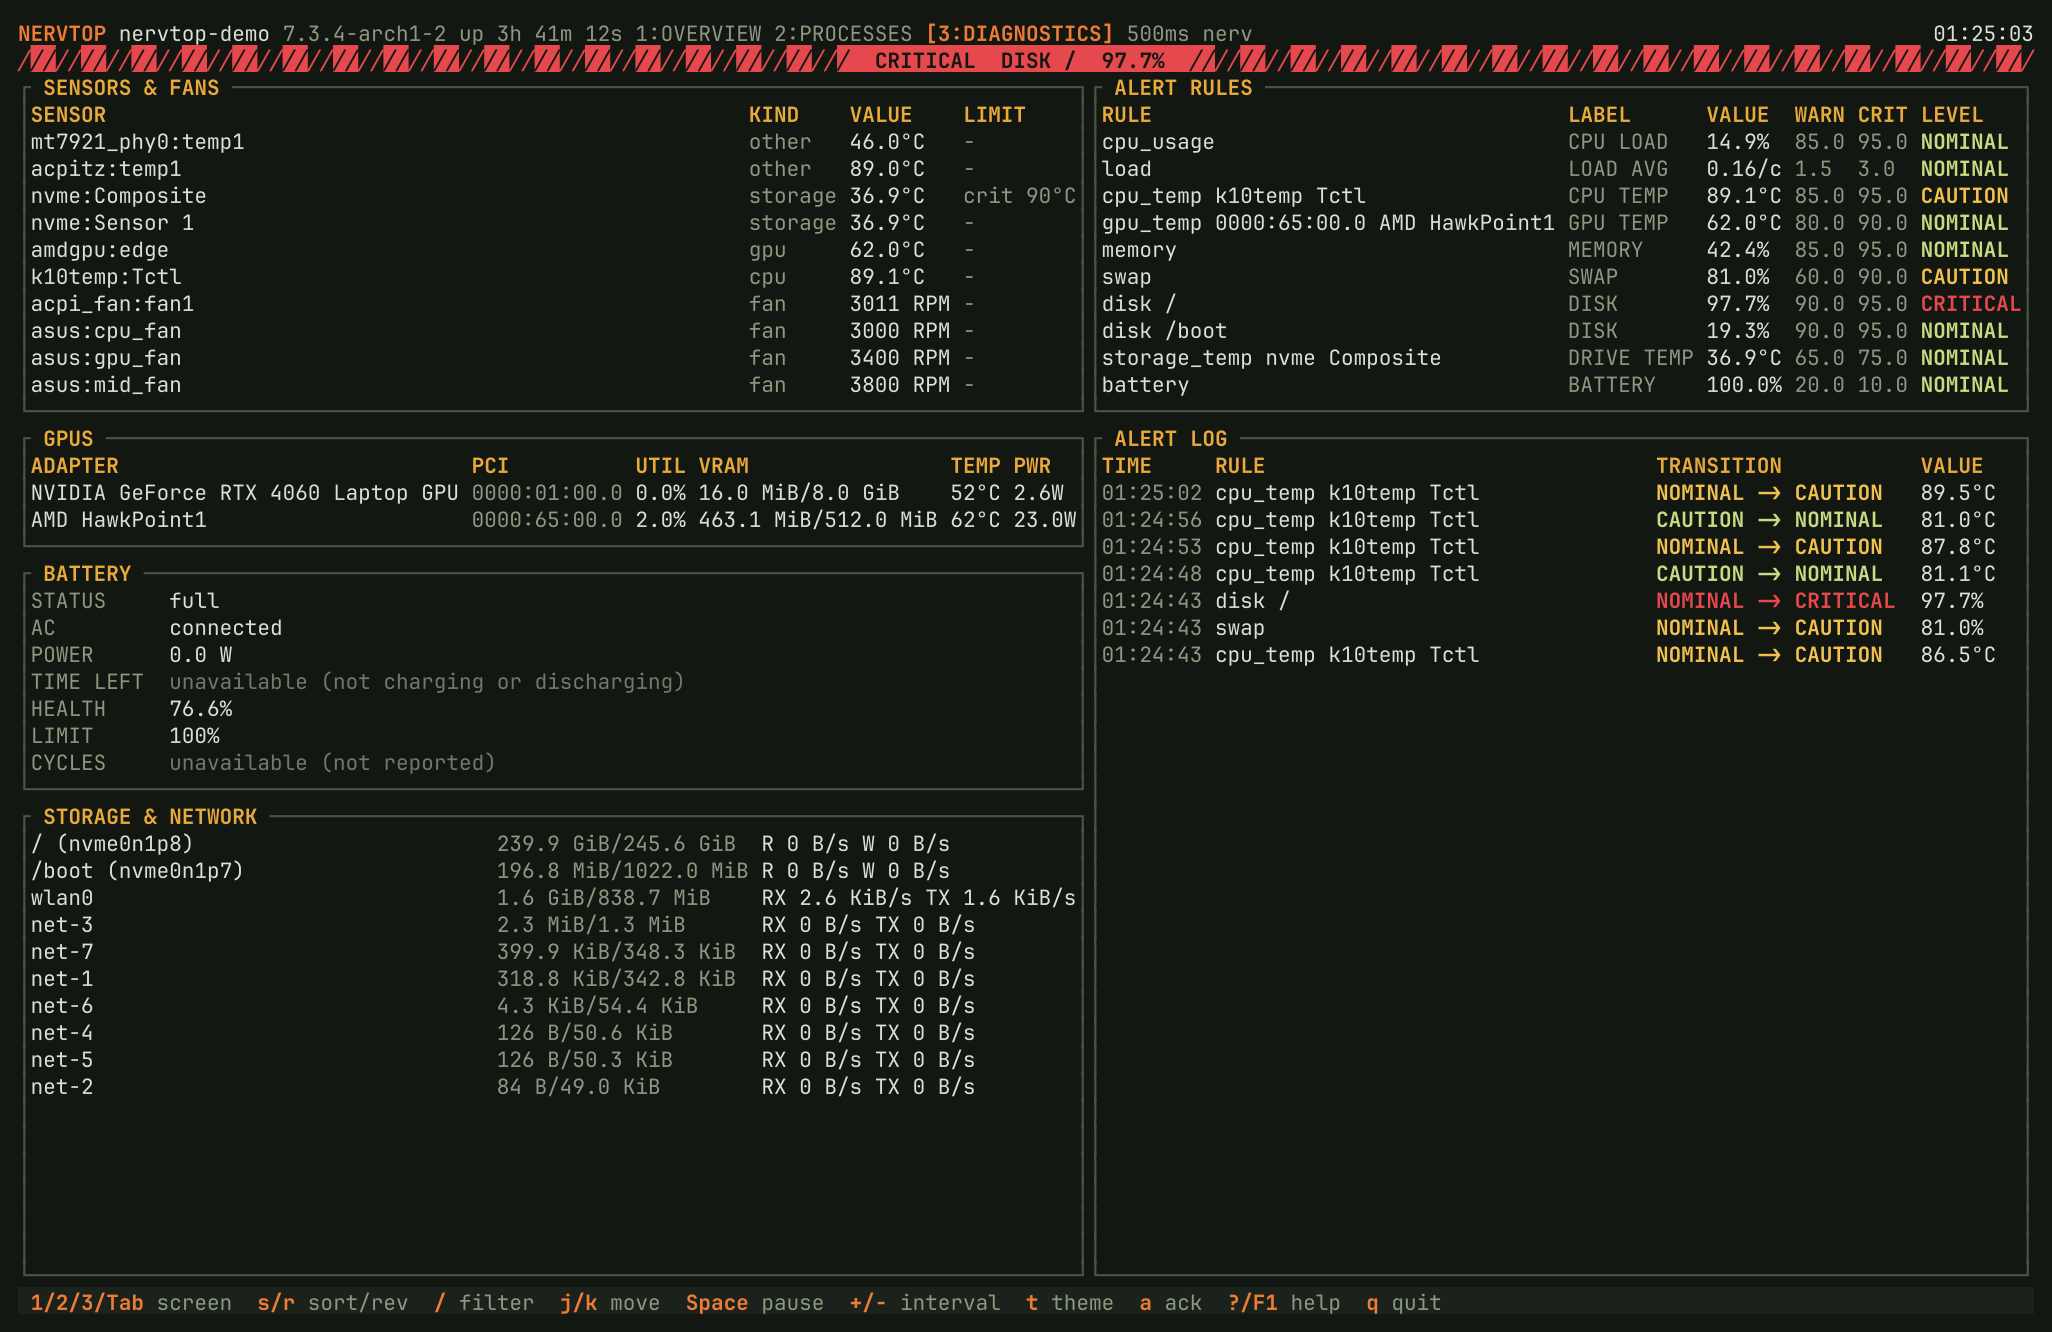 NERVTOP nervtop-demo 7.3.4-arch1-2 up 3h 41m 12s 1:OVERVIEW 2:PROCESSES [3:DIAGNOSTICS] 500ms nerv 01:25:03
CRITICAL DISK / 97.7%
SENSORS & FANS
SENSOR KIND VALUE LIMIT
mt7921_phy0:temp1 other 46.0°C -
acpitz:temp1 other 89.0°C -
nvme:Composite storage 36.9°C crit 90°C
nvme:Sensor 1 storage 36.9°C -
amdgpu:edge gpu 62.0°C -
k10temp:Tctl cpu 89.1°C -
acpi_fan:fan1 fan 3011 RPM -
asus:cpu_fan fan 3000 RPM -
asus:gpu_fan fan 3400 RPM -
asus:mid_fan fan 3800 RPM -
ALERT RULES
RULE LABEL VALUE WARN CRIT LEVEL
cpu_usage CPU LOAD 14.9% 85.0 95.0 NOMINAL
load LOAD AVG 0.16/c 1.5 3.0 NOMINAL
cpu_temp k10temp Tctl CPU TEMP 89.1°C 85.0 95.0 CAUTION
gpu_temp 0000:65:00.0 AMD HawkPoint1 GPU TEMP 62.0°C 80.0 90.0 NOMINAL
memory MEMORY 42.4% 85.0 95.0 NOMINAL
swap SWAP 81.0% 60.0 90.0 CAUTION
disk / DISK 97.7% 90.0 95.0 CRITICAL
disk /boot DISK 19.3% 90.0 95.0 NOMINAL
storage_temp nvme Composite DRIVE TEMP 36.9°C 65.0 75.0 NOMINAL
battery BATTERY 100.0% 20.0 10.0 NOMINAL
GPUS
ADAPTER PCI UTIL VRAM TEMP PWR
NVIDIA GeForce RTX 4060 Laptop GPU 0000:01:00.0 0.0% 16.0 MiB/8.0 GiB 52°C 2.6W
AMD HawkPoint1 0000:65:00.0 2.0% 463.1 MiB/512.0 MiB 62°C 23.0W
BATTERY
STATUS full
AC connected
POWER 0.0 W
TIME LEFT unavailable (not charging or discharging)
HEALTH 76.6%
LIMIT 100%
CYCLES unavailable (not reported)
STORAGE & NETWORK
/ (nvme0n1p8) 239.9 GiB/245.6 GiB R 0 B/s W 0 B/s
/boot (nvme0n1p7) 196.8 MiB/1022.0 MiB R 0 B/s W 0 B/s
wlan0 1.6 GiB/838.7 MiB RX 2.6 KiB/s TX 1.6 KiB/s
net-3 2.3 MiB/1.3 MiB RX 0 B/s TX 0 B/s
net-7 399.9 KiB/348.3 KiB RX 0 B/s TX 0 B/s
net-1 318.8 KiB/342.8 KiB RX 0 B/s TX 0 B/s
net-6 4.3 KiB/54.4 KiB RX 0 B/s TX 0 B/s
net-4 126 B/50.6 KiB RX 0 B/s TX 0 B/s
net-5 126 B/50.3 KiB RX 0 B/s TX 0 B/s
net-2 84 B/49.0 KiB RX 0 B/s TX 0 B/s
ALERT LOG
TIME RULE TRANSITION VALUE
01:25:02 cpu_temp k10temp Tctl NOMINAL → CAUTION 89.5°C
01:24:56 cpu_temp k10temp Tctl CAUTION → NOMINAL 81.0°C
01:24:53 cpu_temp k10temp Tctl NOMINAL → CAUTION 87.8°C
01:24:48 cpu_temp k10temp Tctl CAUTION → NOMINAL 81.1°C
01:24:43 disk / NOMINAL → CRITICAL 97.7%
01:24:43 swap NOMINAL → CAUTION 81.0%
01:24:43 cpu_temp k10temp Tctl NOMINAL → CAUTION 86.5°C
1/2/3/Tab screen s/r sort/rev / filter j/k move Space pause +/- interval t theme a ack ?/F1 help q quit